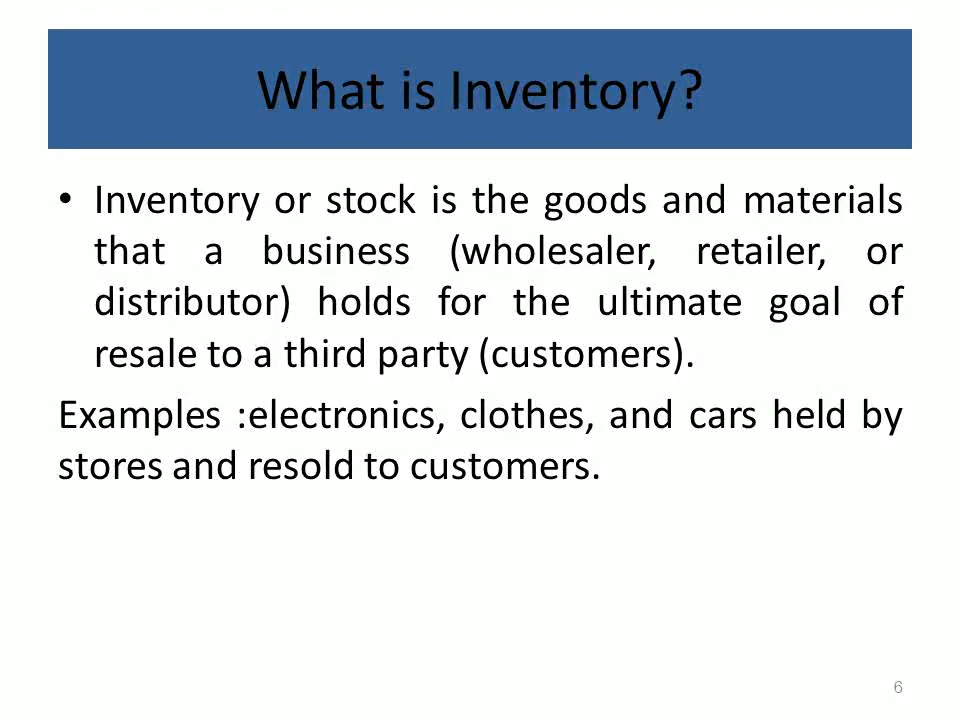 What is Inventory?
• Inventory or stock is the goods and materials
that a business (wholesaler, retailer, or
distributor) holds for the ultimate goal of
resale to a third party (customers).
Examples :electronics, clothes, and cars held by
stores and resold to customers.
6